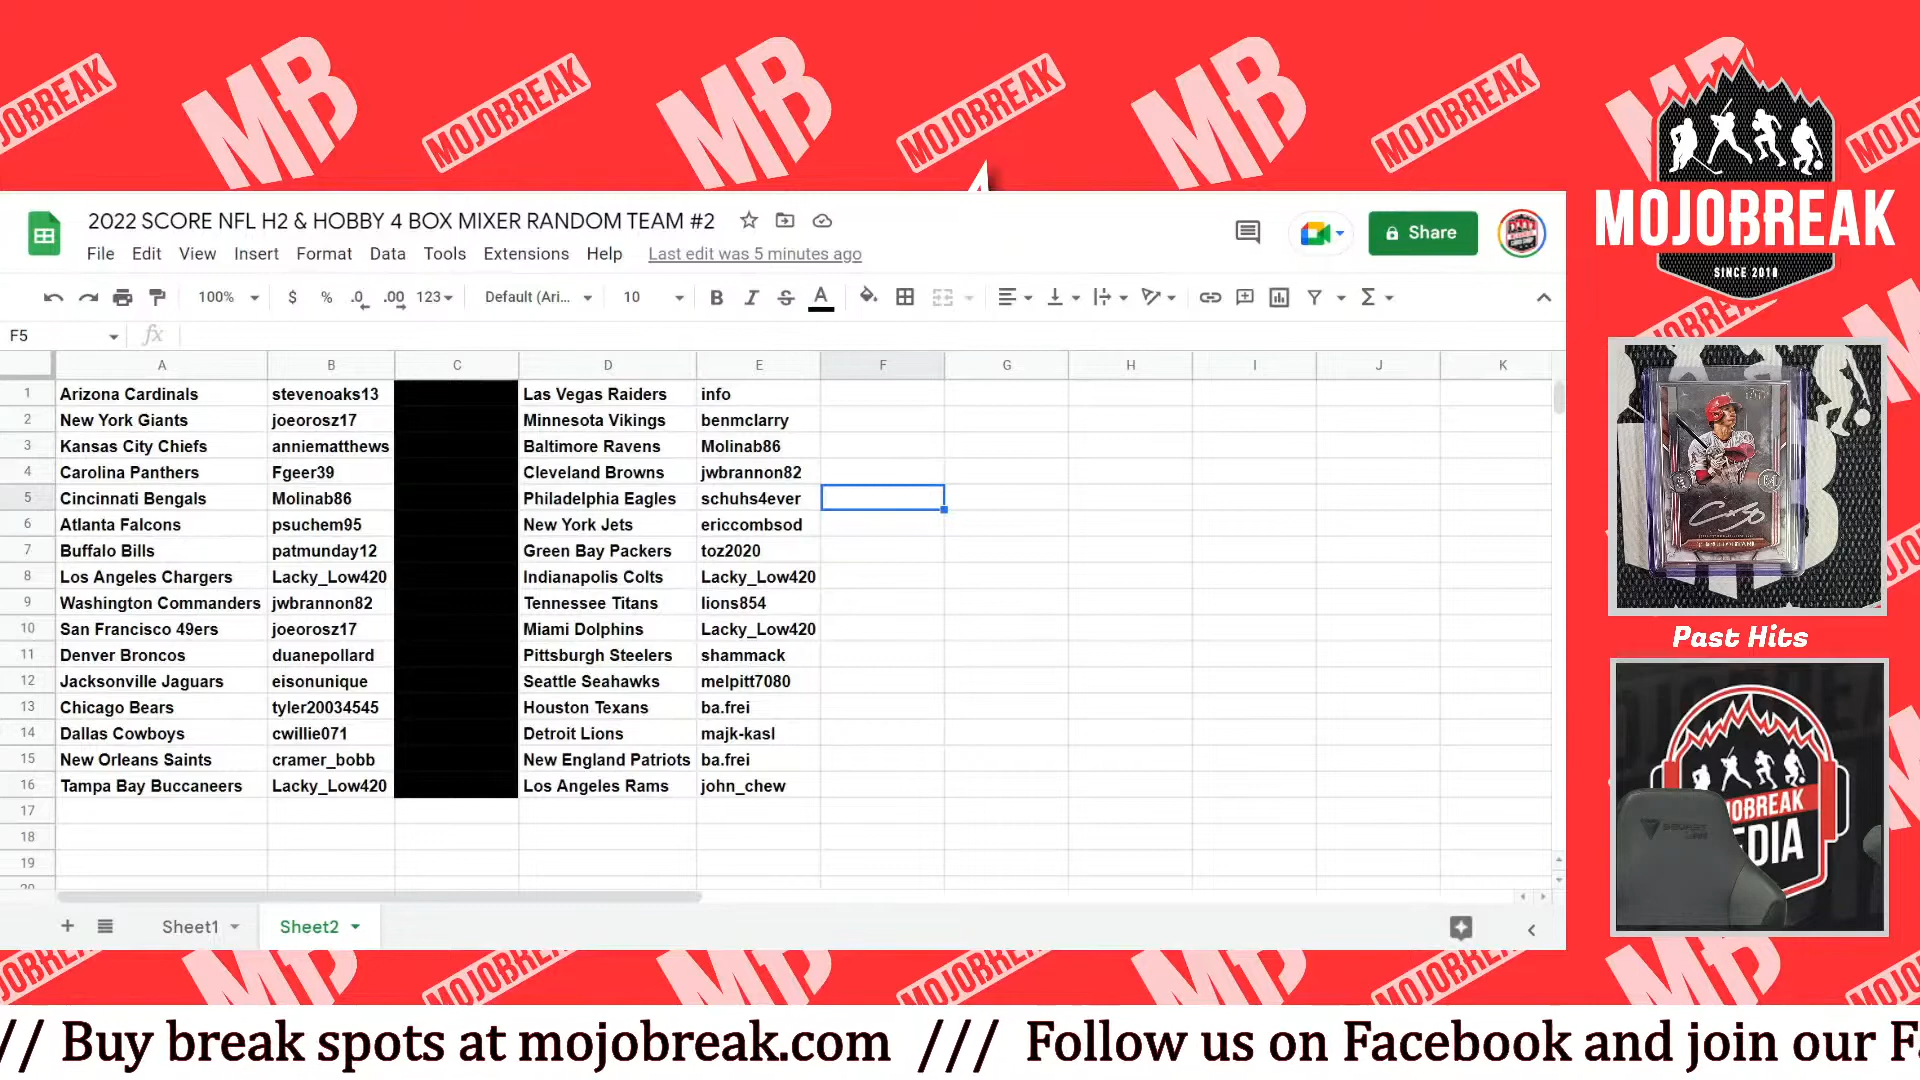 MOJOBREAK
SINCE 2010
2022 SCORE NFL H2 & HOBBY 4 BOX MIXER RANDOM TEAM #2
File Edit View Insert Format Data Tools Extensions Help Last edit was 5 minutes ago
Share
100% $ % .0 .00 123 Default (Ari... 10 B I S A
F5 fx
A B C D E F G H I J K
1 Arizona Cardinals stevenoaks13 Las Vegas Raiders info
2 New York Giants joeorosz17 Minnesota Vikings benmclarry
3 Kansas City Chiefs anniematthews Baltimore Ravens Molinab86
4 Carolina Panthers Fgeer39 Cleveland Browns jwbrannon82
5 Cincinnati Bengals Molinab86 Philadelphia Eagles schuhs4ever
6 Atlanta Falcons psuchem95 New York Jets ericcombsod
7 Buffalo Bills patmunday12 Green Bay Packers toz2020
8 Los Angeles Chargers Lacky_Low420 Indianapolis Colts Lacky_Low420
9 Washington Commanders jwbrannon82 Tennessee Titans lions854
10 San Francisco 49ers joeorosz17 Miami Dolphins Lacky_Low420
11 Denver Broncos duanepollard Pittsburgh Steelers shammack
12 Jacksonville Jaguars eisonunique Seattle Seahawks melpitt7080
13 Chicago Bears tyler20034545 Houston Texans ba.frei
14 Dallas Cowboys cwillie071 Detroit Lions majk-kasl
15 New Orleans Saints cramer_bobb New England Patriots ba.frei
16 Tampa Bay Buccaneers Lacky_Low420 Los Angeles Rams john_chew
17
18
19
20
Sheet1 Sheet2
Past Hits
// Buy break spots at mojobreak.com /// Follow us on Facebook and join our Fa